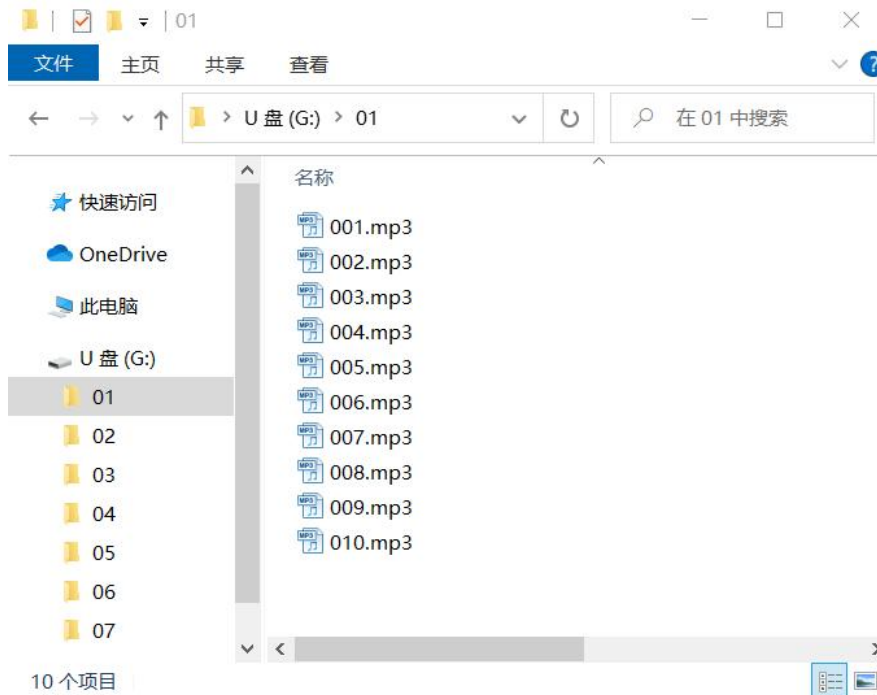 01
文件 主页 共享 查看
U 盘 (G:) 01 在 01 中搜索
名称
快速访问
OneDrive
此电脑
U 盘 (G:)
01
02
03
04
05
06
07
001.mp3
002.mp3
003.mp3
004.mp3
005.mp3
006.mp3
007.mp3
008.mp3
009.mp3
010.mp3
10 个项目